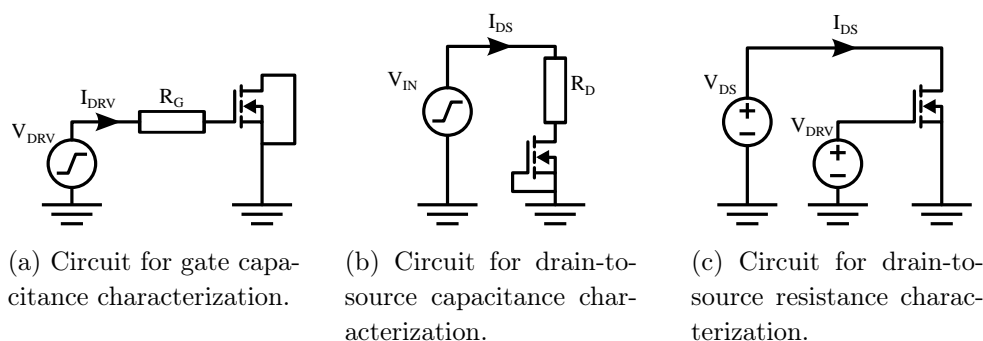 I_DRV
R_G
V_DRV
I_DS
V_IN
R_D
I_DS
V_DS
V_DRV
(a) Circuit for gate capa-
citance characterization.
(b) Circuit for drain-to-
source capacitance char-
acterization.
(c) Circuit for drain-to-
source resistance charac-
terization.